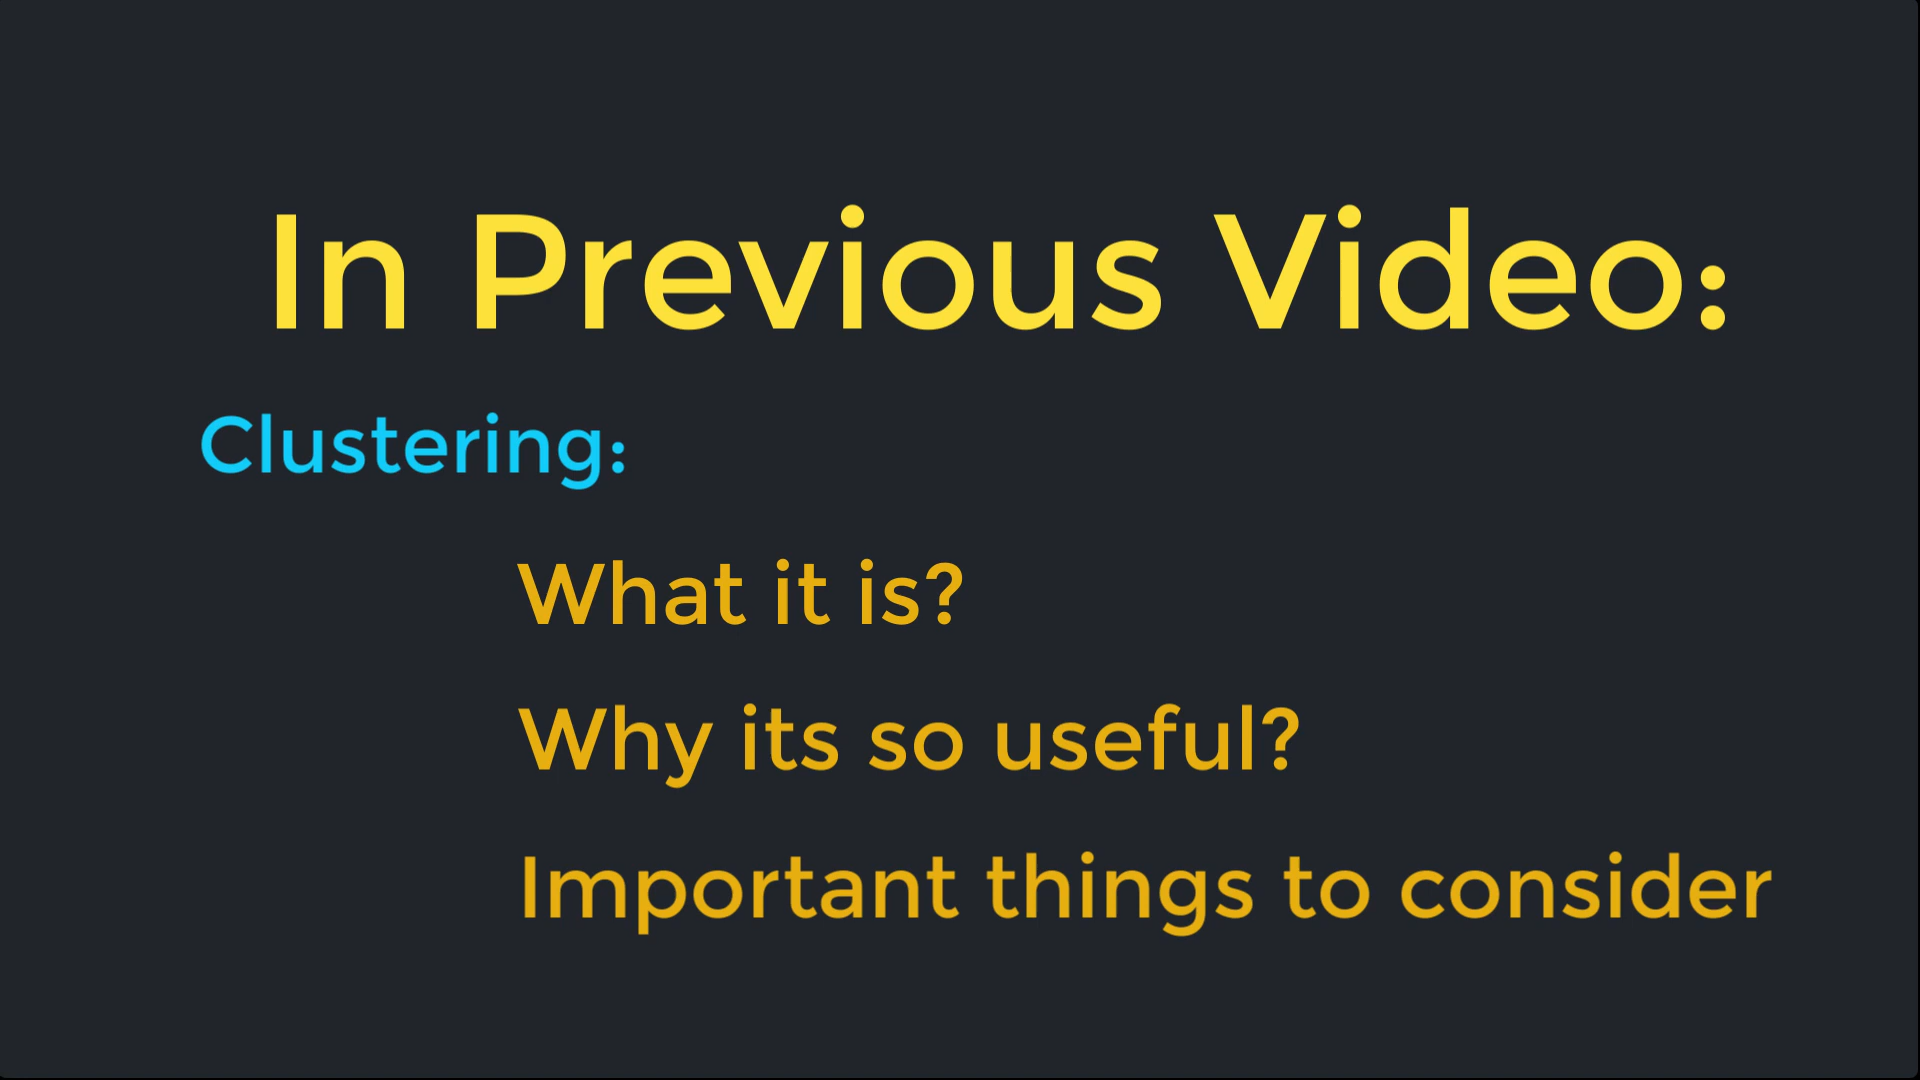 In Previous Video:
Clustering:
What it is?
Why its so useful?
Important things to consider